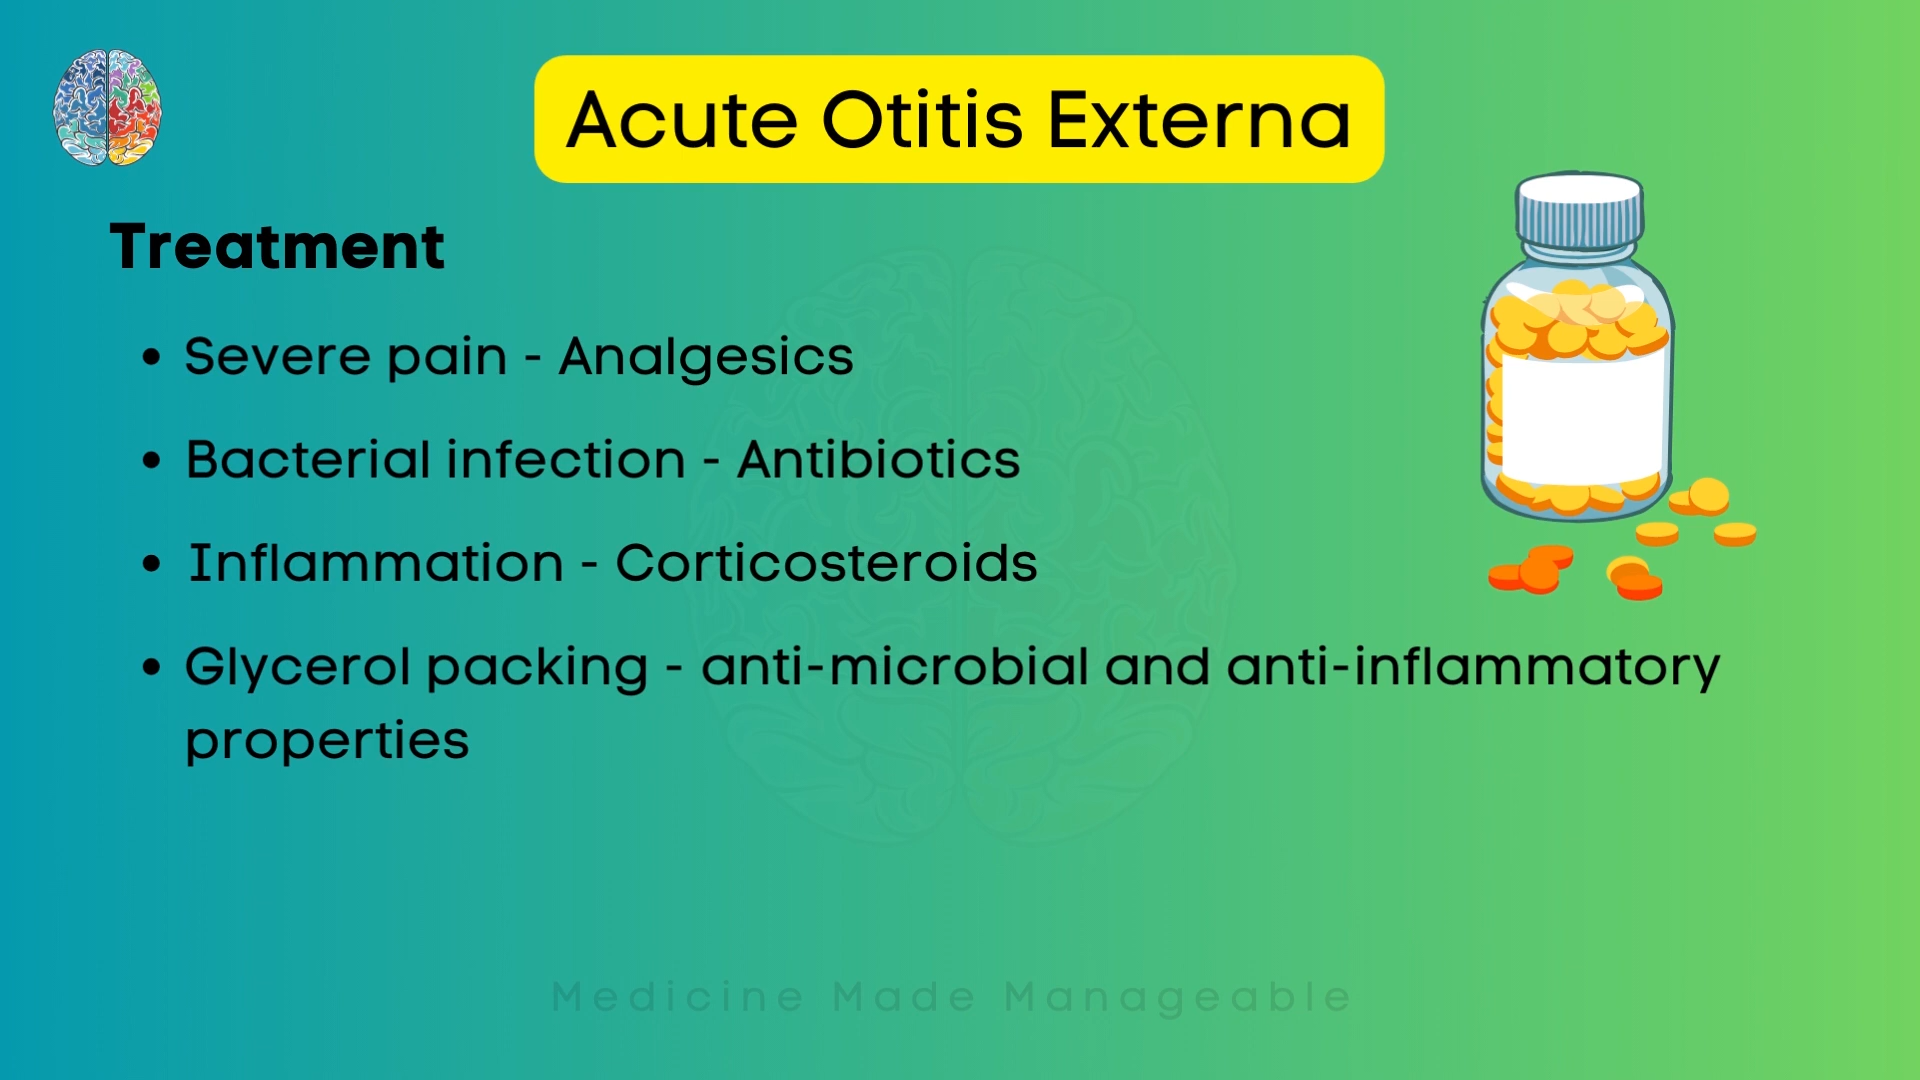 Acute Otitis Externa
Treatment
• Severe pain - Analgesics
• Bacterial infection - Antibiotics
• Inflammation - Corticosteroids
• Glycerol packing - anti-microbial and anti-inflammatory
properties
Medicine Made Manageable